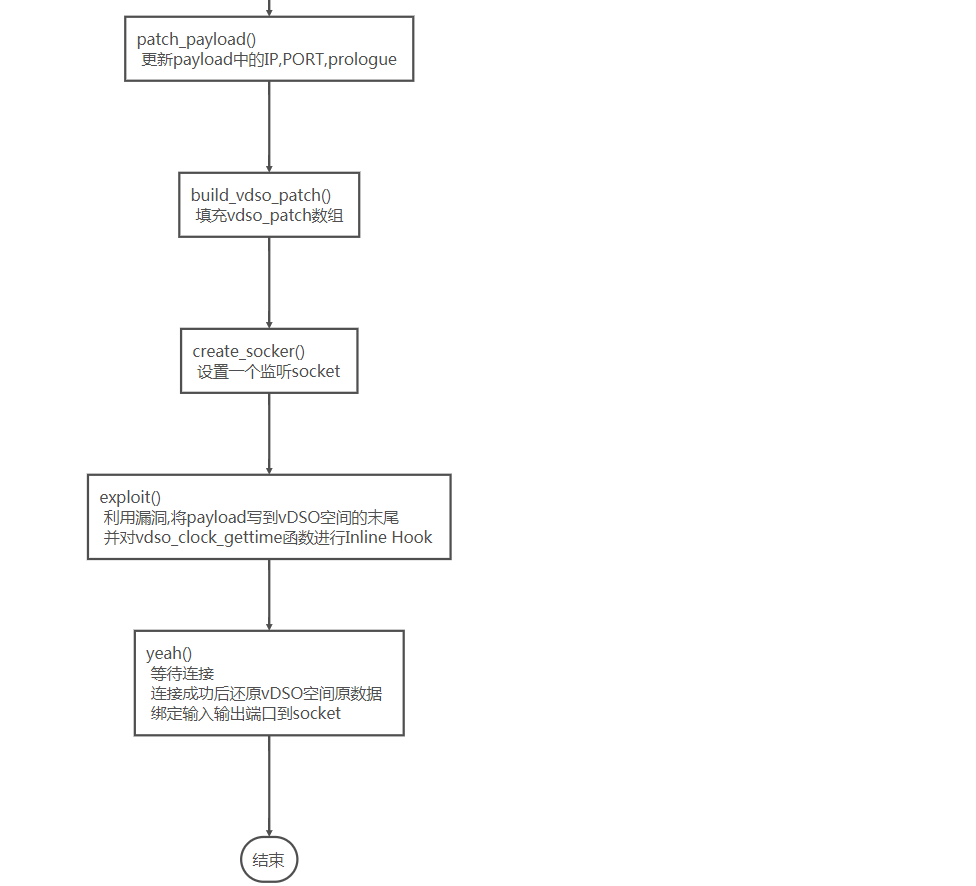 patch_payload()
更新payload中的IP,PORT,prologue
build_vdso_patch()
填充vdso_patch数组
create_socker()
设置一个监听socket
exploit()
利用漏洞,将payload写到vDSO空间的末尾
并对vdso_clock_gettime函数进行Inline Hook
yeah()
等待连接
连接成功后还原vDSO空间原数据
绑定输入输出端口到socket
结束